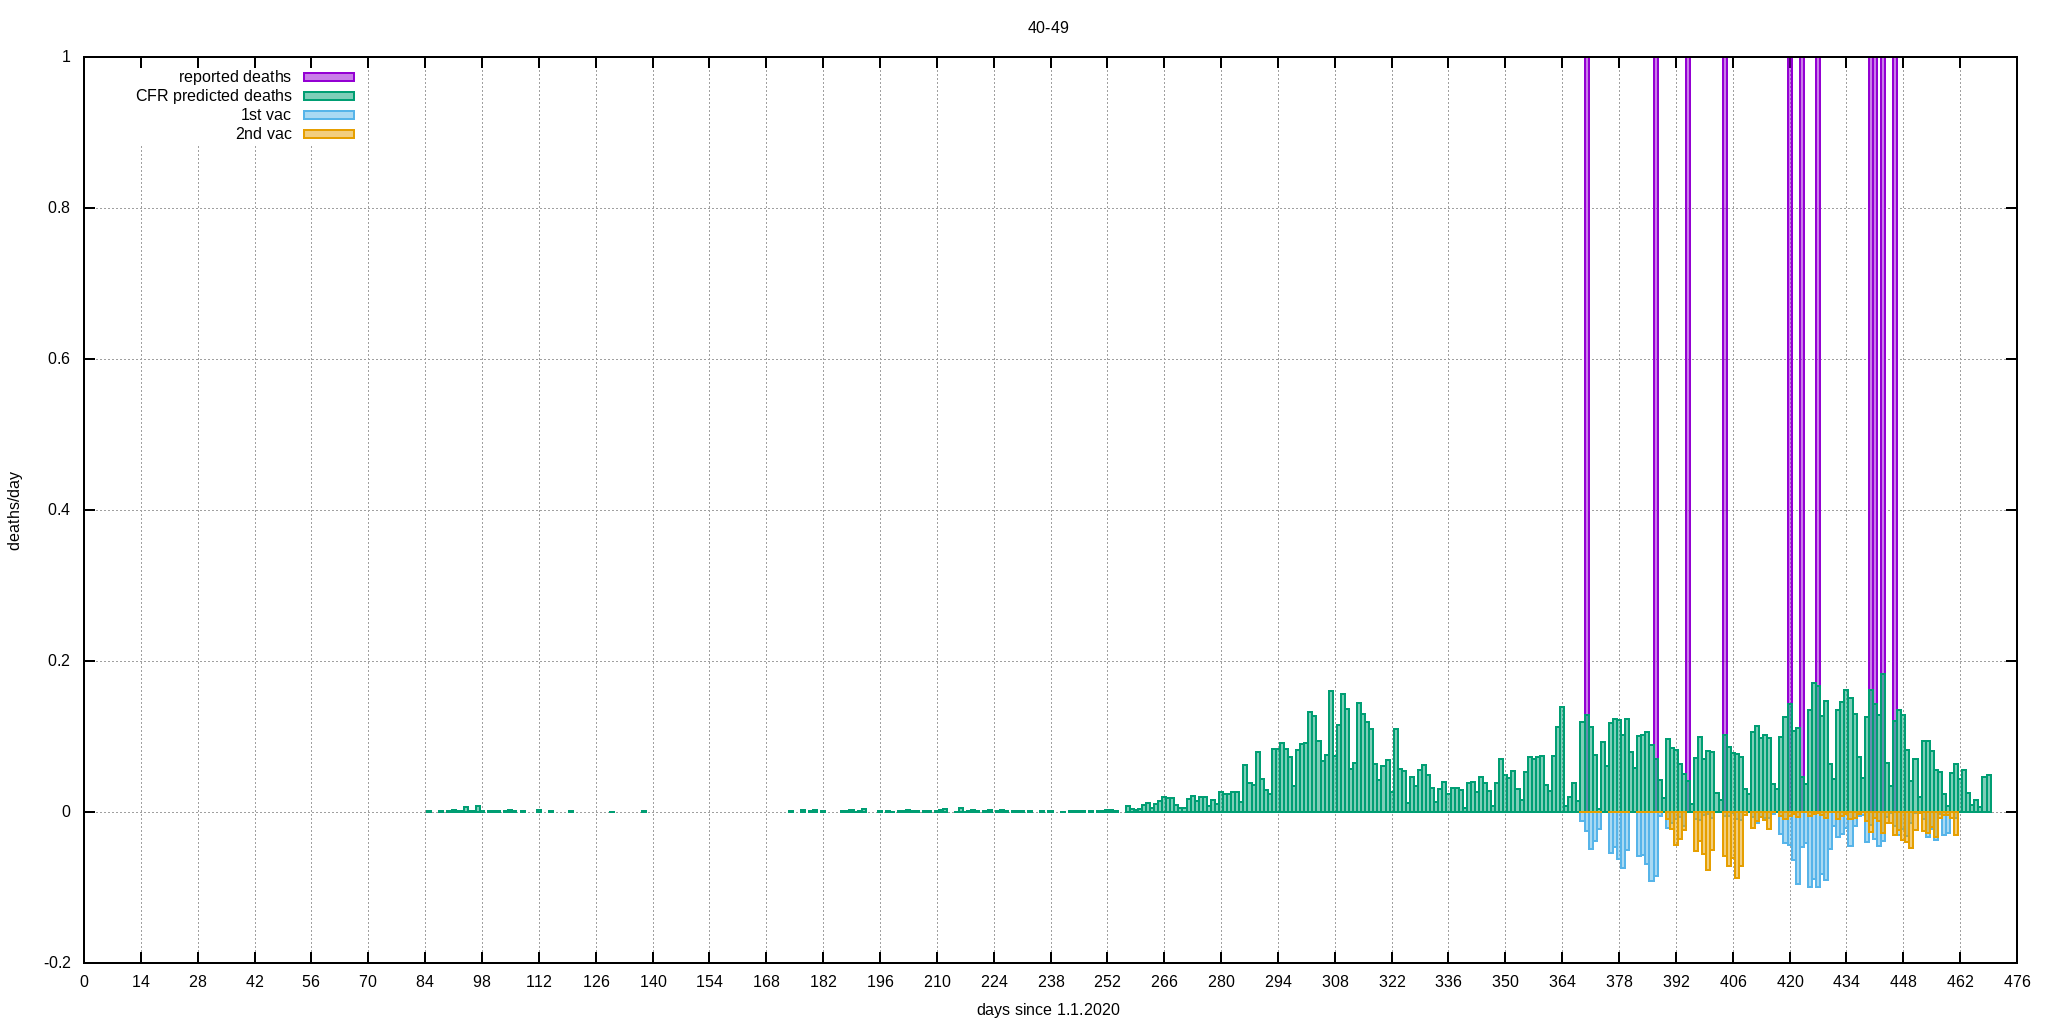 40-49
reported deaths
CFR predicted deaths
1st vac
2nd vac
1
0.8
0.6
0.4
0.2
0
-0.2
deaths/day
0 14 28 42 56 70 84 98 112 126 140 154 168 182 196 210 224 238 252 266 280 294 308 322 336 350 364 378 392 406 420 434 448 462 476
days since 1.1.2020